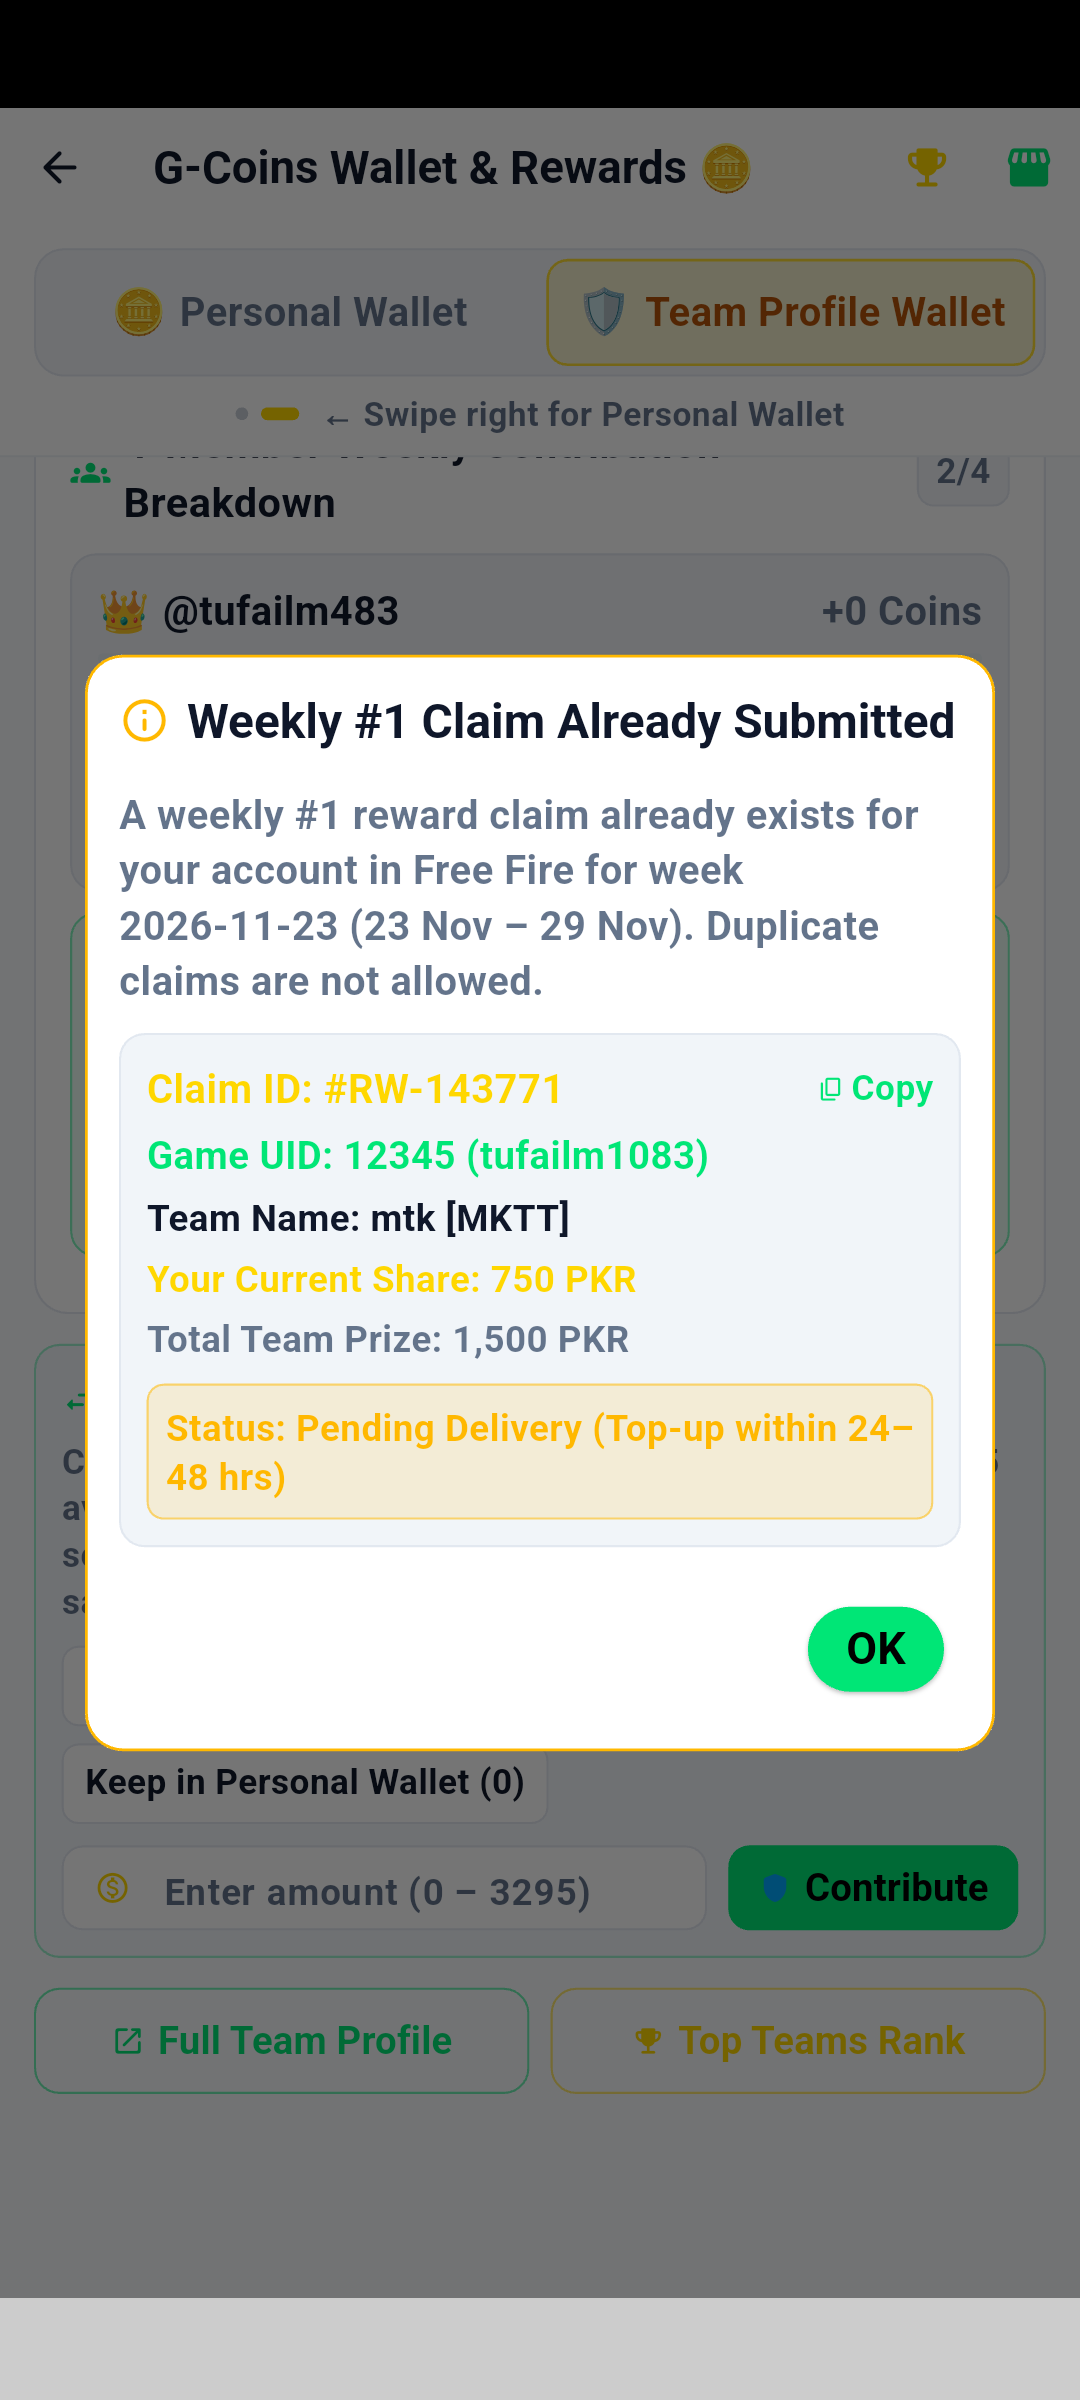 G-Coins Wallet & Rewards
Personal Wallet
Team Profile Wallet
← Swipe right for Personal Wallet
Breakdown
2/4
@tufailm483
+0 Coins
Weekly #1 Claim Already Submitted
A weekly #1 reward claim already exists for
your account in Free Fire for week
2026-11-23 (23 Nov – 29 Nov). Duplicate
claims are not allowed.
Claim ID: #RW-143771
Copy
Game UID: 12345 (tufailm1083)
Team Name: mtk [MKTT]
Your Current Share: 750 PKR
Total Team Prize: 1,500 PKR
Status: Pending Delivery (Top-up within 24–
48 hrs)
OK
Keep in Personal Wallet (0)
Enter amount (0 – 3295)
Contribute
Full Team Profile
Top Teams Rank